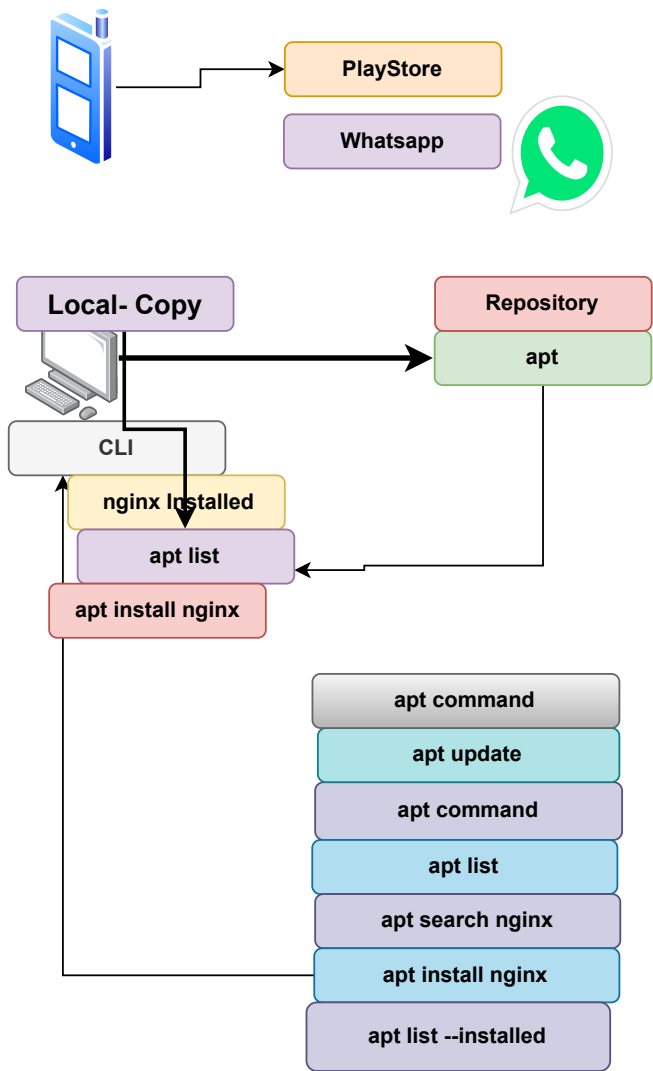 PlayStore
Whatsapp
Local- Copy
Repository
apt
CLI
nginx Installed
apt list
apt install nginx
apt command
apt update
apt command
apt list
apt search nginx
apt install nginx
apt list --installed